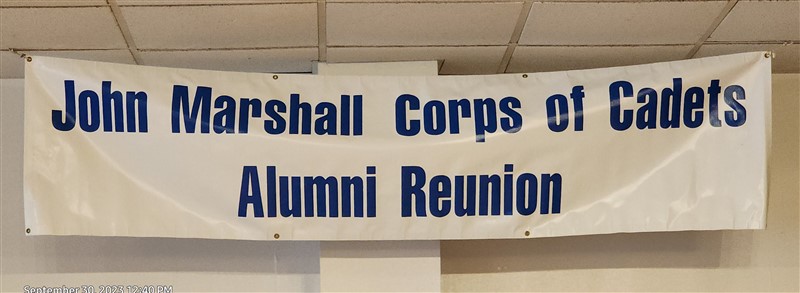 John Marshall Corps of Cadets
Alumni Reunion
September 30, 2023 12:40 PM